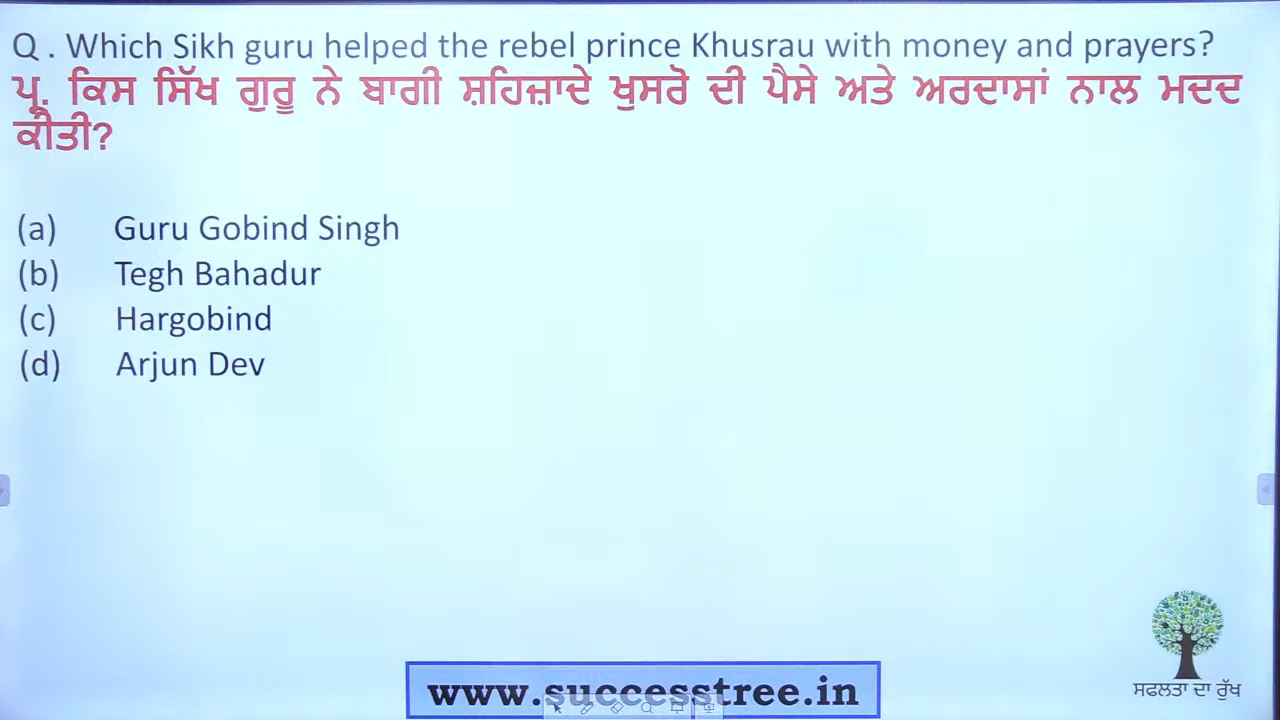 Q . Which Sikh guru helped the rebel prince Khusrau with money and prayers?
ਪ੍ਰ. ਕਿਸ ਸਿੱਖ ਗੁਰੂ ਨੇ ਬਾਗੀ ਸ਼ਹਿਜ਼ਾਦੇ ਖੁਸਰੋ ਦੀ ਪੈਸੇ ਅਤੇ ਅਰਦਾਸਾਂ ਨਾਲ ਮਦਦ
ਕੀਤੀ?
(a) Guru Gobind Singh
(b) Tegh Bahadur
(c) Hargobind
(d) Arjun Dev
ਸਫਲਤਾ ਦਾ ਰੁੱਖ
www.successtree.in